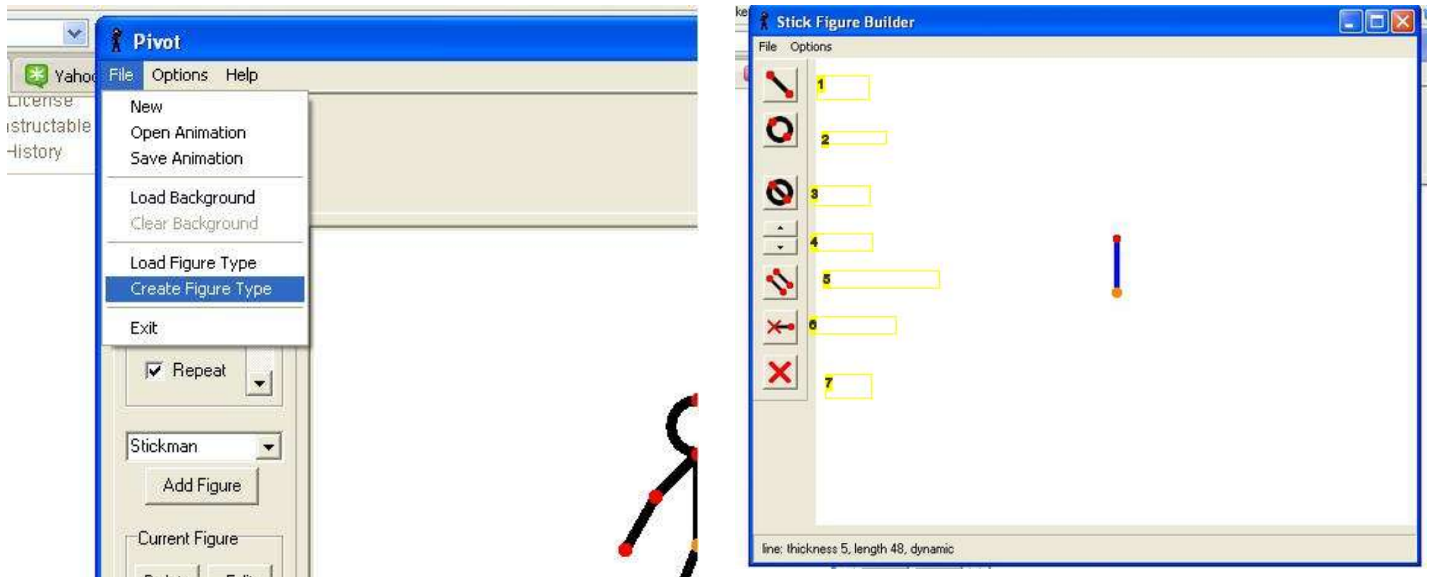 Pivot
Yahoo
File Options Help
License
History
New
Open Animation
Save Animation
Load Background
Clear Background
Load Figure Type
Create Figure Type
Exit
Repeat
Stickman
Add Figure
Current Figure
Stick Figure Builder
File Options
1
2
3
4
5
6
7
line: thickness 5, length 48, dynamic